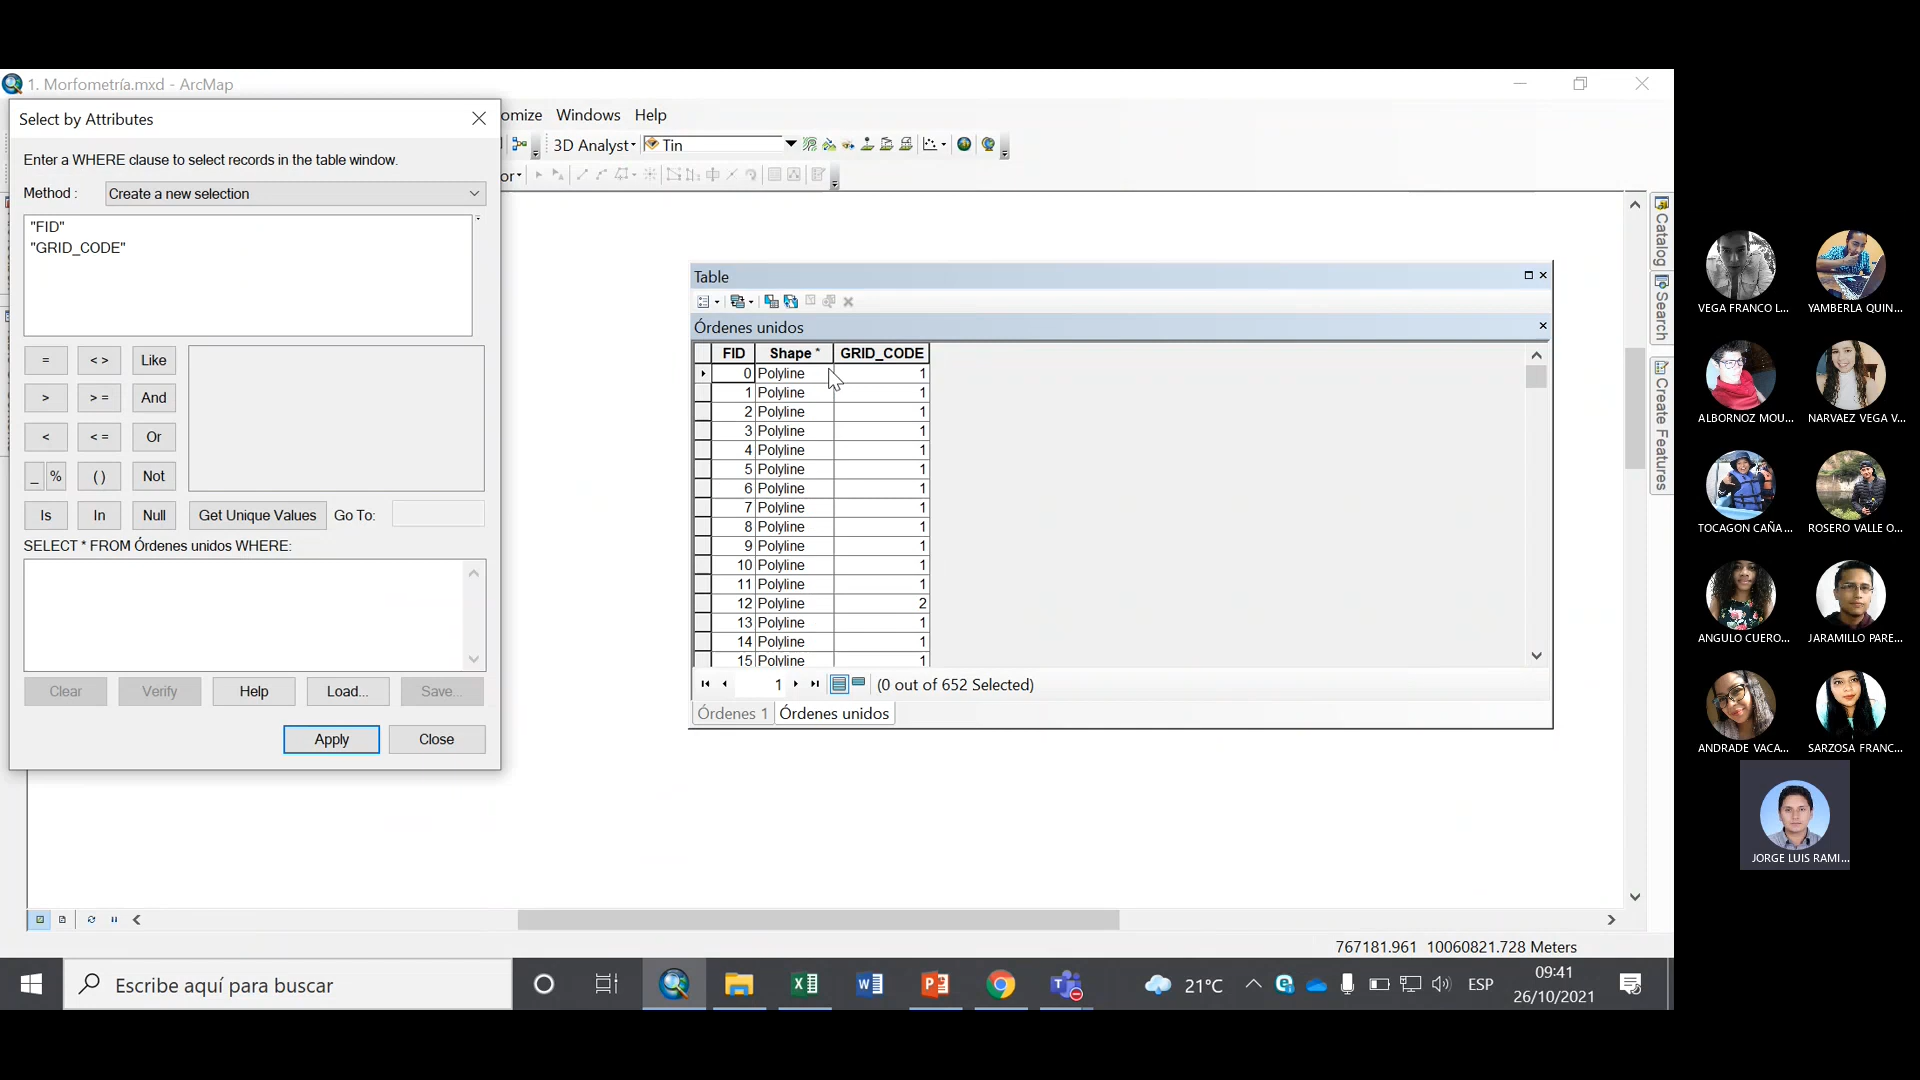 1. Morfometría.mxd - ArcMap
Select by Attributes
omize Windows Help
Enter a WHERE clause to select records in the table window.
3D Analyst
Tin
Method :
Create a new selection
or
"FID"
"GRID_CODE"
= < > Like
> > = And
< < = Or
_ % ( ) Not
Is In Null Get Unique Values Go To:
SELECT * FROM Órdenes unidos WHERE:
Clear Verify Help Load... Save...
Apply Close
Table
Órdenes unidos
FID Shape * GRID_CODE
0 Polyline 1
1 Polyline 1
2 Polyline 1
3 Polyline 1
4 Polyline 1
5 Polyline 1
6 Polyline 1
7 Polyline 1
8 Polyline 1
9 Polyline 1
10 Polyline 1
11 Polyline 1
12 Polyline 2
13 Polyline 1
14 Polyline 1
15 Polyline 1
1 (0 out of 652 Selected)
Órdenes 1 Órdenes unidos
Catalog
Search
Create Features
767181.961 10060821.728 Meters
Escribe aquí para buscar
21°C
ESP
09:41
26/10/2021
VEGA FRANCO L...
YAMBERLA QUIN...
ALBORNOZ MOU...
NARVAEZ VEGA V...
TOCAGON CAÑA...
ROSERO VALLE O...
ANGULO CUERO...
JARAMILLO PARE...
ANDRADE VACA...
SARZOSA FRANC...
JORGE LUIS RAMI...